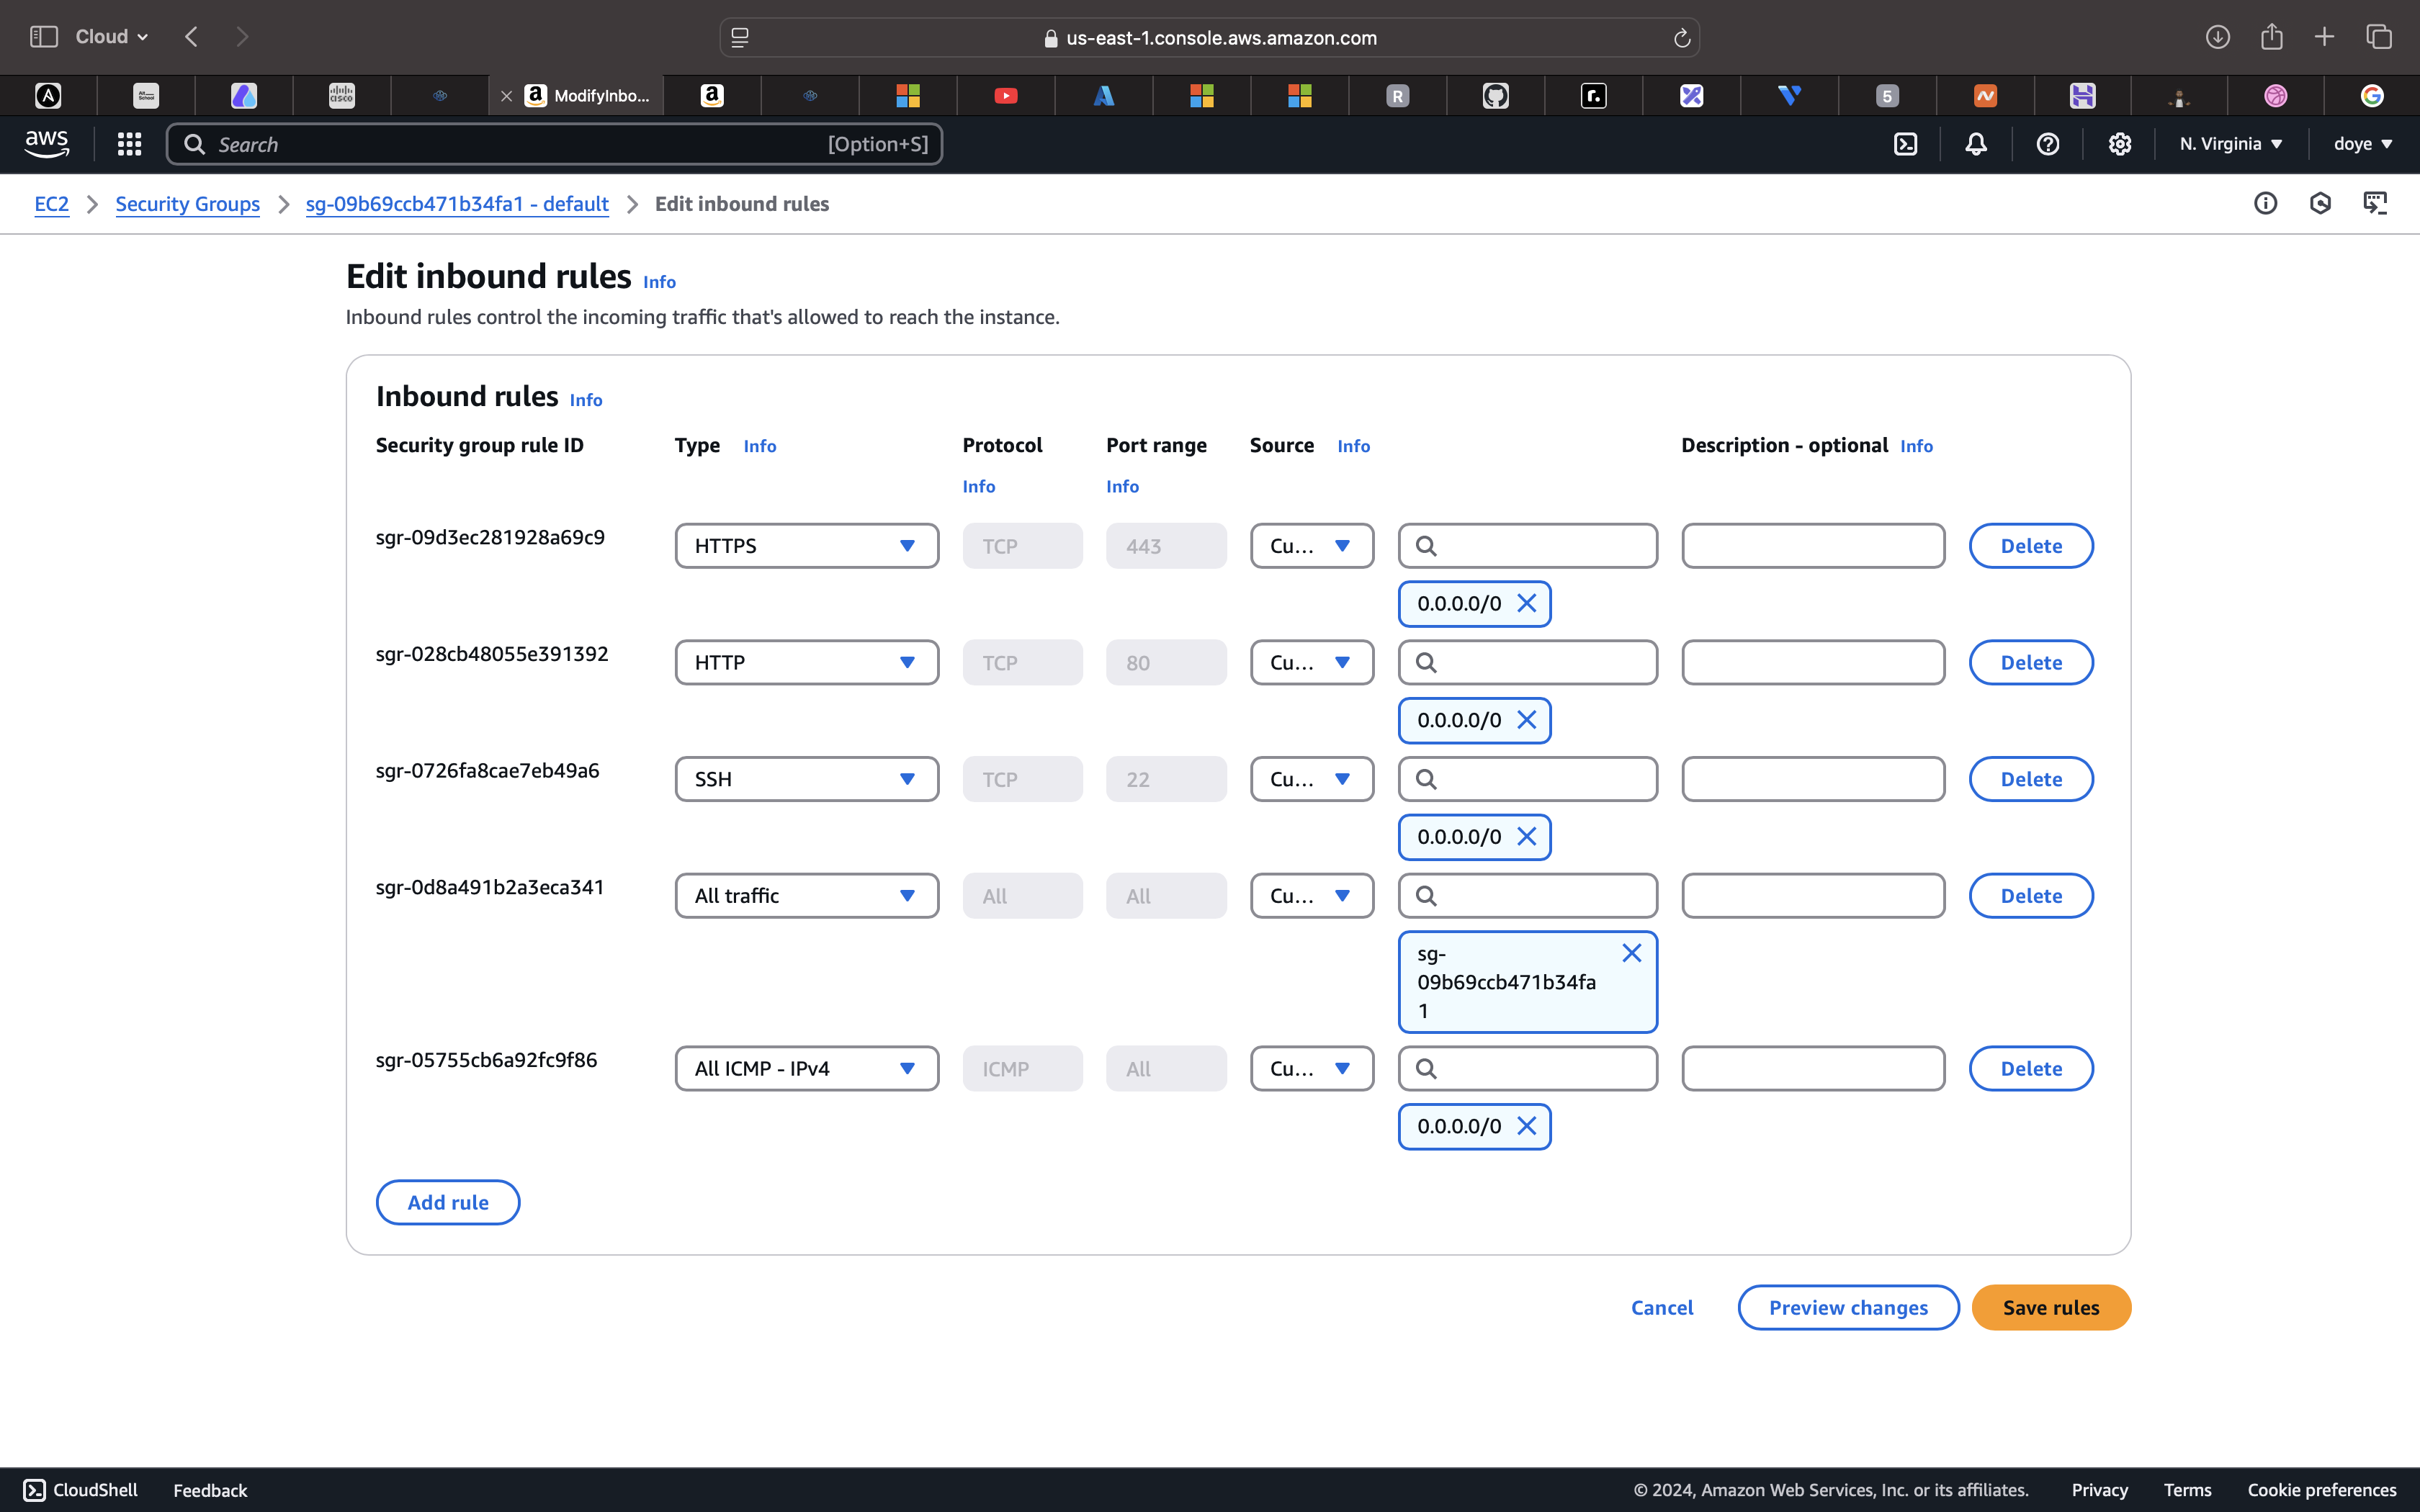 Cloud
us-east-1.console.aws.amazon.com
A
Alt School
cisco
a ModifyInbo...
a
R
r.
5
G
aws
Search [Option+S]
N. Virginia
doye
EC2 > Security Groups > sg-09b69ccb471b34fa1 - default > Edit inbound rules
Edit inbound rules Info
Inbound rules control the incoming traffic that's allowed to reach the instance.
Inbound rules Info
Security group rule ID Type Info Protocol Port range Source Info Description - optional Info
Info Info
sgr-09d3ec281928a69c9 HTTPS TCP 443 Cu... Delete
0.0.0.0/0
sgr-028cb48055e391392 HTTP TCP 80 Cu... Delete
0.0.0.0/0
sgr-0726fa8cae7eb49a6 SSH TCP 22 Cu... Delete
0.0.0.0/0
sgr-0d8a491b2a3eca341 All traffic All All Cu... Delete
sg-
09b69ccb471b34fa
1
sgr-05755cb6a92fc9f86 All ICMP - IPv4 ICMP All Cu... Delete
0.0.0.0/0
Add rule
Cancel Preview changes Save rules
CloudShell Feedback © 2024, Amazon Web Services, Inc. or its affiliates. Privacy Terms Cookie preferences